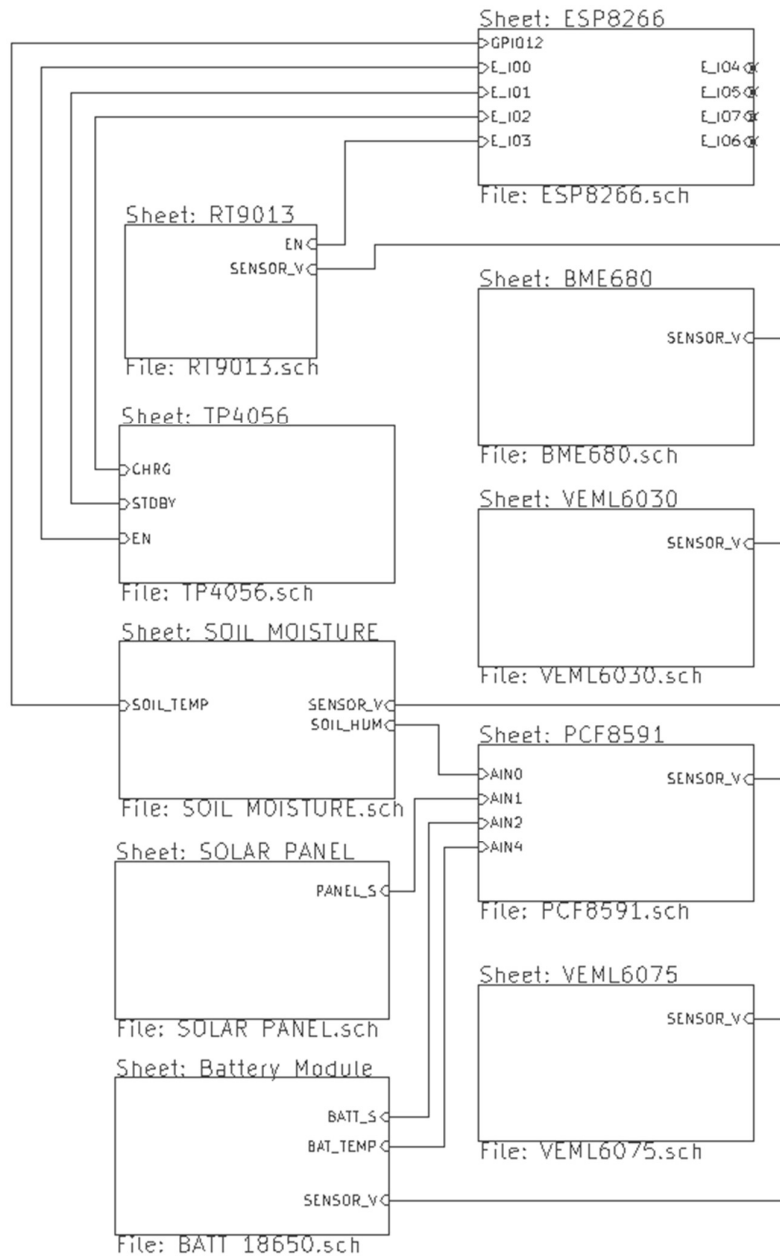 Sheet: ESP8266
GPIO12
E_IO0
E_IO1
E_IO2
E_IO3
E_IO4
E_IO5
E_IO7
E_IO6
File: ESP8266.sch
Sheet: RT9013
EN
SENSOR_V
File: RT9013.sch
Sheet: BME680
SENSOR_V
File: BME680.sch
Sheet: TP4056
CHRG
STDBY
EN
File: TP4056.sch
Sheet: VEML6030
SENSOR_V
File: VEML6030.sch
Sheet: SOIL MOISTURE
SOIL_TEMP
SENSOR_V
SOIL_HUM
File: SOIL MOISTURE.sch
Sheet: PCF8591
AIN0
AIN1
AIN2
AIN4
SENSOR_V
File: PCF8591.sch
Sheet: SOLAR PANEL
PANEL_S
File: SOLAR PANEL.sch
Sheet: VEML6075
SENSOR_V
File: VEML6075.sch
Sheet: Battery Module
BATT_S
BAT_TEMP
SENSOR_V
File: BATT 18650.sch